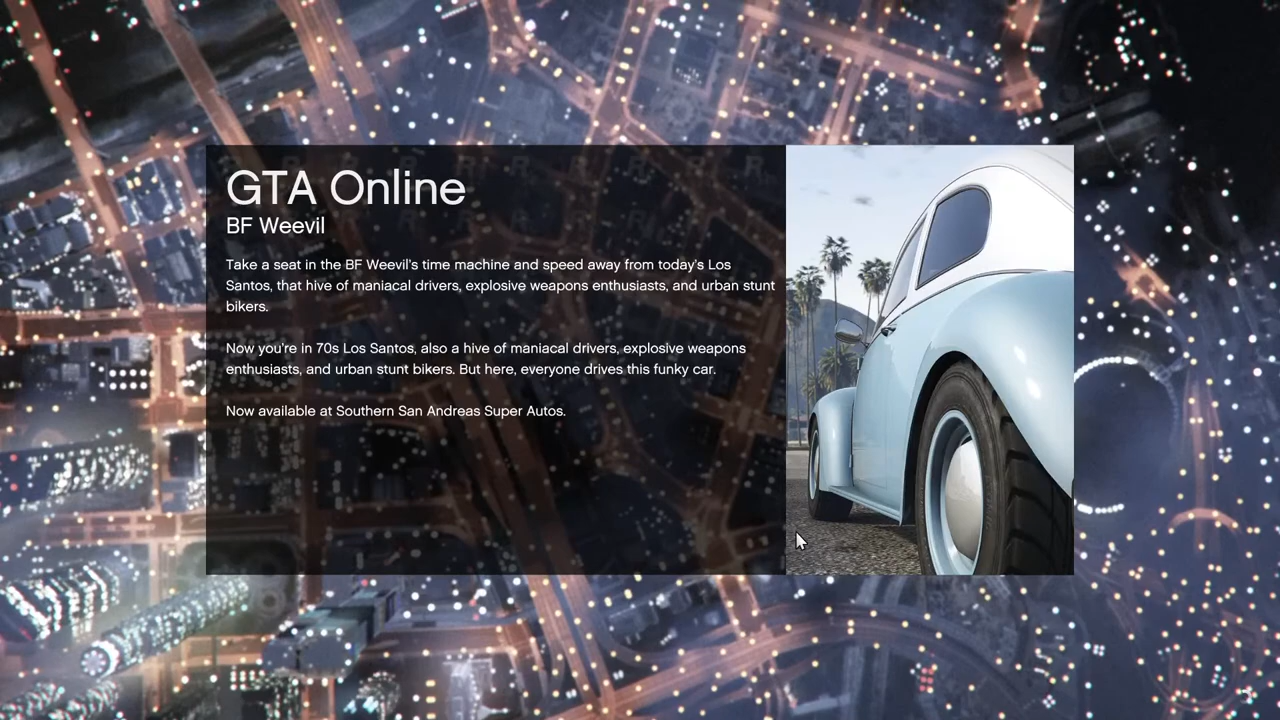 GTA Online
BF Weevil
Take a seat in the BF Weevil's time machine and speed away from today's Los
Santos, that hive of maniacal drivers, explosive weapons enthusiasts, and urban stunt
bikers.
Now you're in 70s Los Santos, also a hive of maniacal drivers, explosive weapons
enthusiasts, and urban stunt bikers. But here, everyone drives this funky car.
Now available at Southern San Andreas Super Autos.